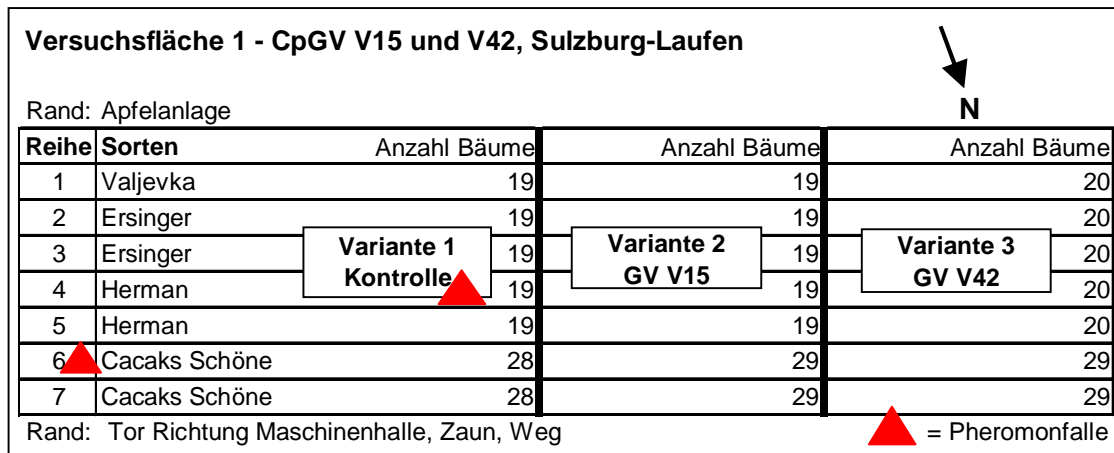 Versuchsfläche 1 - CpGV V15 und V42, Sulzburg-Laufen
Rand: Apfelanlage N
Reihe Sorten Anzahl Bäume Anzahl Bäume Anzahl Bäume
1 Valjevka 19 19 20
2 Ersinger 19 19 20
3 Ersinger 19 19 20
4 Herman 19 19 20
5 Herman 19 19 20
6 Cacaks Schöne 28 29 29
7 Cacaks Schöne 28 29 29
Variante 1
Kontrolle
Variante 2
GV V15
Variante 3
GV V42
Rand: Tor Richtung Maschinenhalle, Zaun, Weg = Pheromonfalle